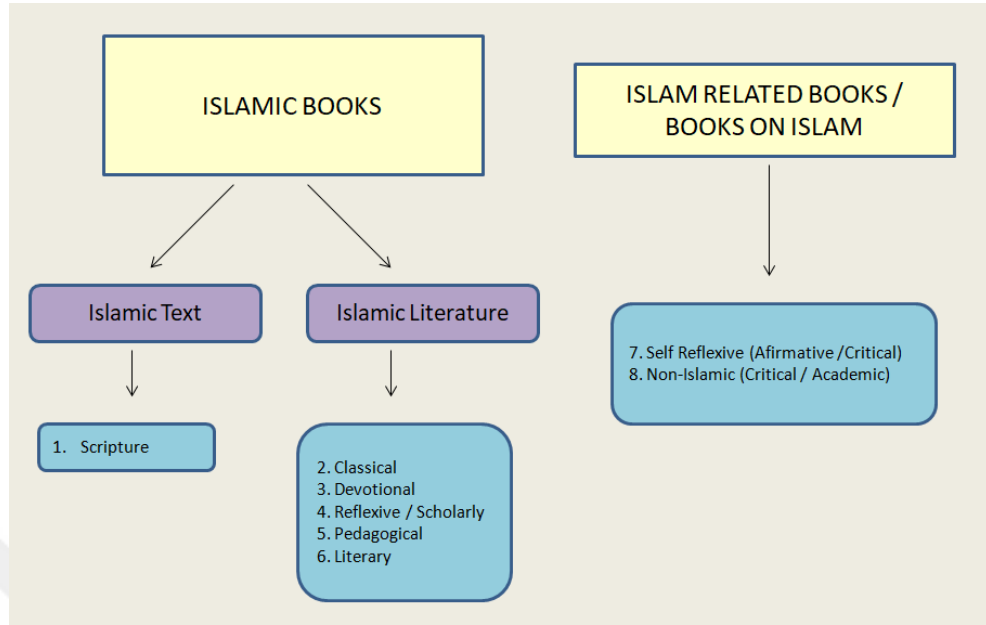 ISLAMIC BOOKS
ISLAM RELATED BOOKS /
BOOKS ON ISLAM
Islamic Text
Islamic Literature
1. Scripture
2. Classical
3. Devotional
4. Reflexive / Scholarly
5. Pedagogical
6. Literary
7. Self Reflexive (Afirmative /Critical)
8. Non-Islamic (Critical / Academic)